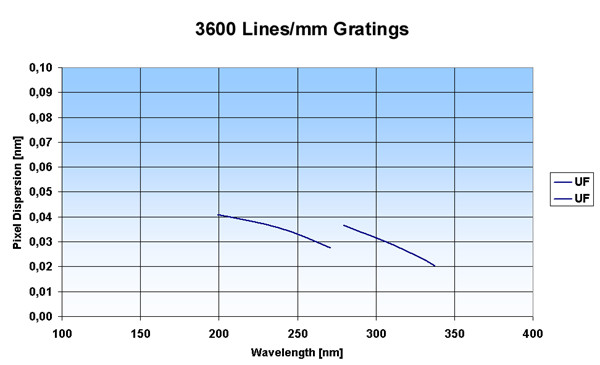 3600 Lines/mm Gratings
0,10
0,09
0,08
0,07
0,06
0,05
0,04
0,03
0,02
0,01
0,00
Pixel Dispersion [nm]
100 150 200 250 300 350 400
Wavelength [nm]
UF
UF